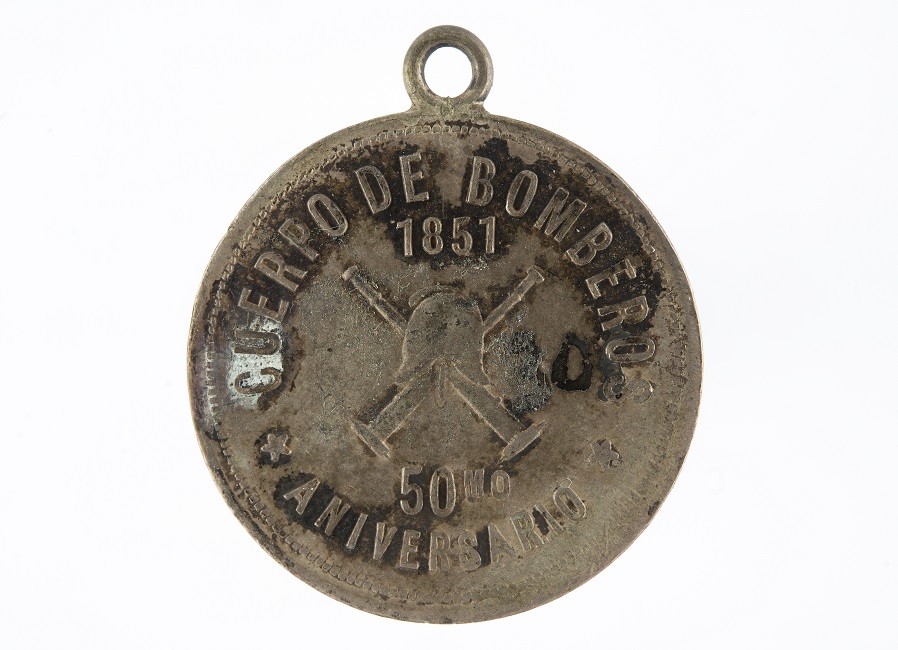 CUERPO DE BOMBEROS
1851
50MO
ANIVERSARIO